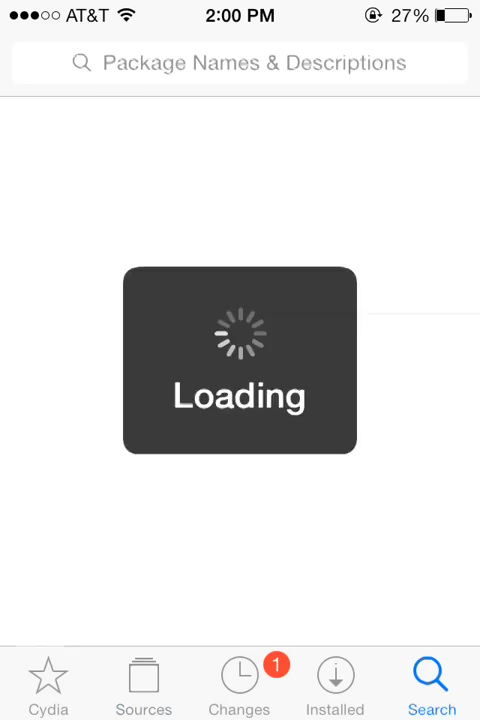 AT&T 2:00 PM 27%
Package Names & Descriptions
Loading
1
Cydia Sources Changes Installed Search